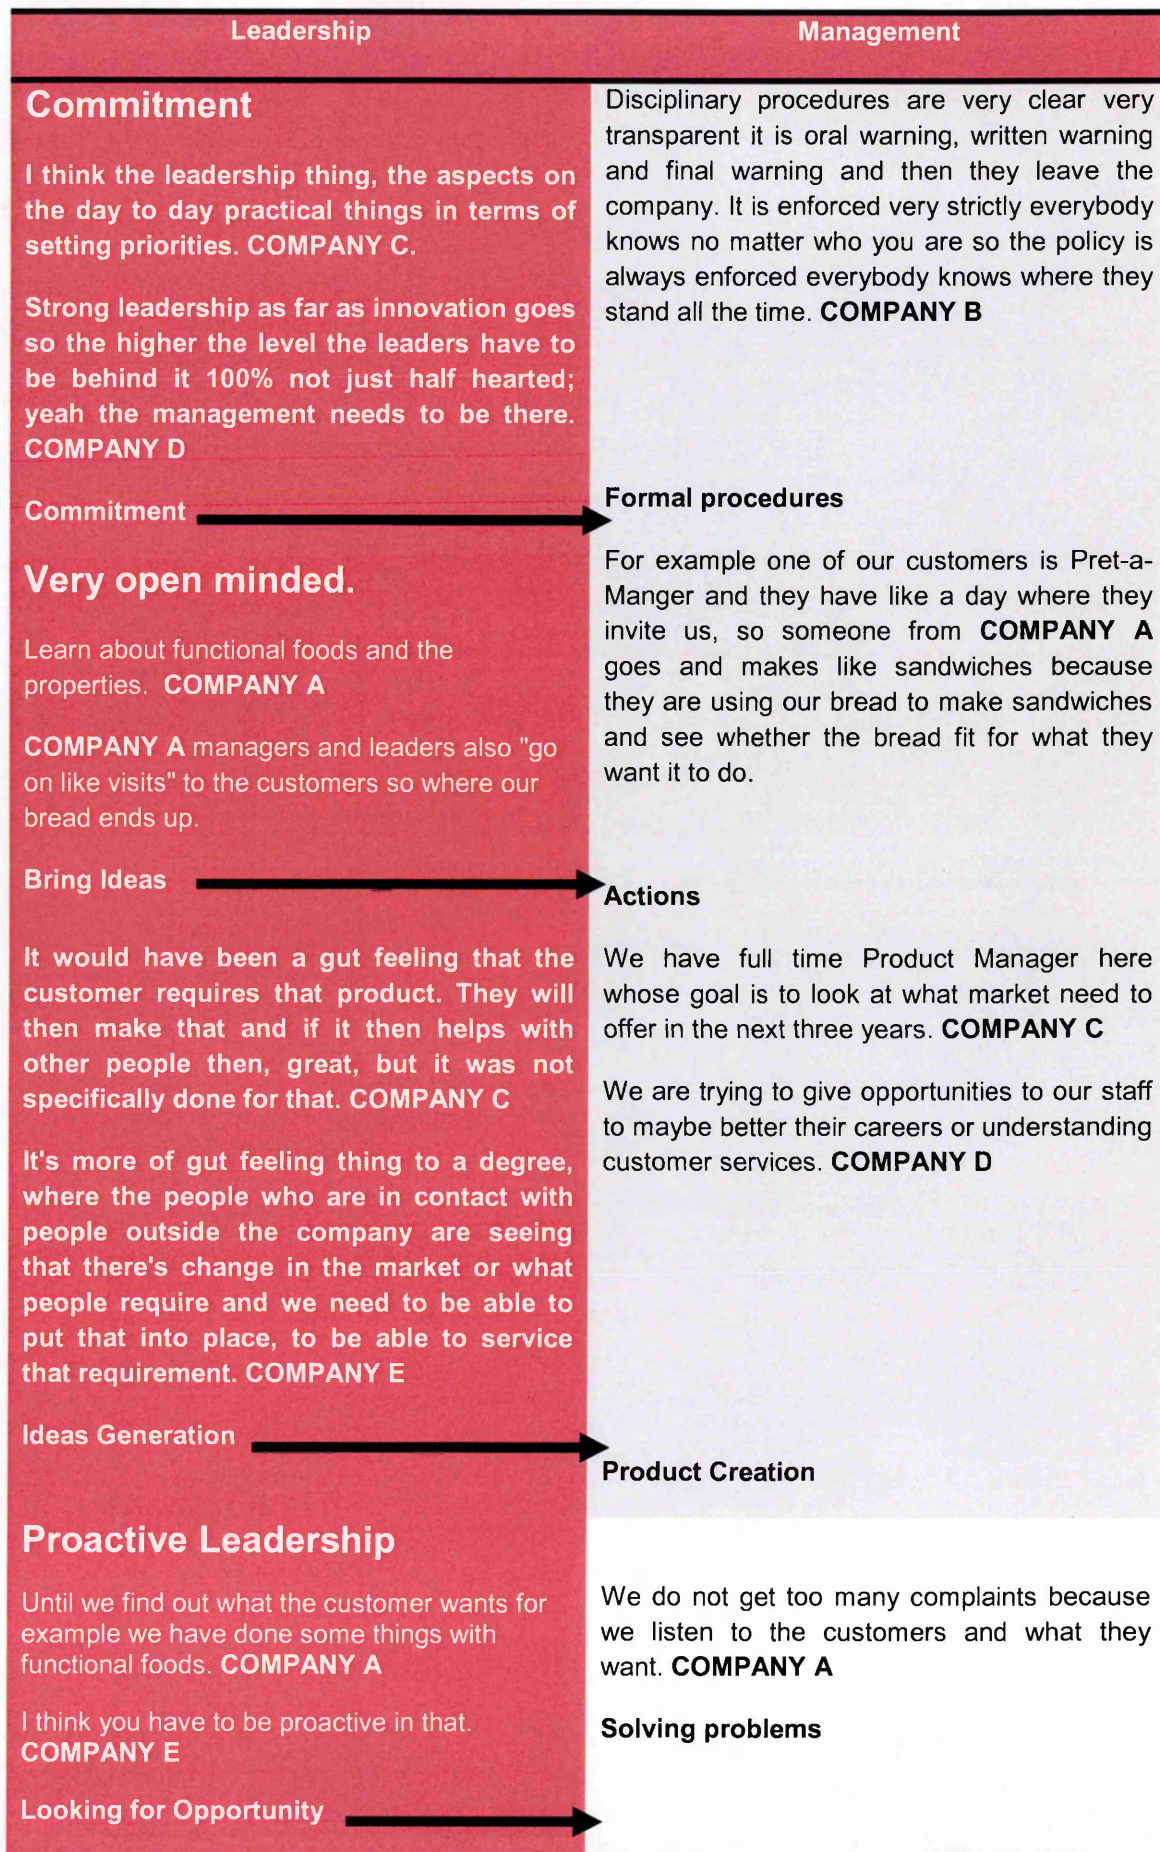 Leadership
Management
Commitment
I think the leadership thing, the aspects on
the day to day practical things in terms of
setting priorities. COMPANY C.
Strong leadership as far as innovation goes
so the higher the level the leaders have to
be behind it 100% not just half hearted;
yeah the management needs to be there.
COMPANY D
Commitment
Disciplinary procedures are very clear very
transparent it is oral warning, written warning
and final warning and then they leave the
company. It is enforced very strictly everybody
knows no matter who you are so the policy is
always enforced everybody knows where they
stand all the time. COMPANY B
Formal procedures
Very open minded.
Learn about functional foods and the
properties. COMPANY A
COMPANY A managers and leaders also "go
on like visits" to the customers so where our
bread ends up.
Bring Ideas
For example one of our customers is Pret-a-
Manger and they have like a day where they
invite us, so someone from COMPANY A
goes and makes like sandwiches because
they are using our bread to make sandwiches
and see whether the bread fit for what they
want it to do.
Actions
It would have been a gut feeling that the
customer requires that product. They will
then make that and if it then helps with
other people then, great, but it was not
specifically done for that. COMPANY C
It's more of gut feeling thing to a degree,
where the people who are in contact with
people outside the company are seeing
that there's change in the market or what
people require and we need to be able to
put that into place, to be able to service
that requirement. COMPANY E
Ideas Generation
We have full time Product Manager here
whose goal is to look at what market need to
offer in the next three years. COMPANY C
We are trying to give opportunities to our staff
to maybe better their careers or understanding
customer services. COMPANY D
Product Creation
Proactive Leadership
Until we find out what the customer wants for
example we have done some things with
functional foods. COMPANY A
I think you have to be proactive in that.
COMPANY E
Looking for Opportunity
We do not get too many complaints because
we listen to the customers and what they
want. COMPANY A
Solving problems